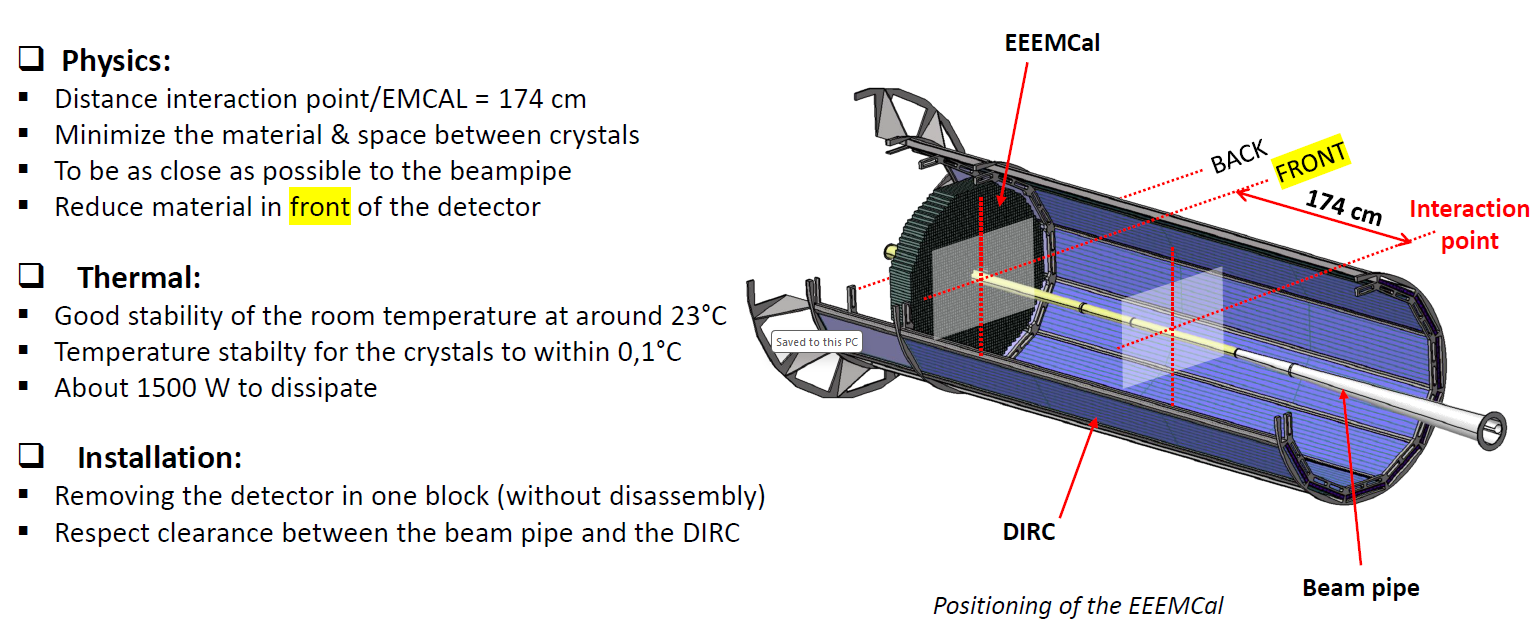 Physics:
Distance interaction point/EMCAL = 174 cm
Minimize the material & space between crystals
To be as close as possible to the beampipe
Reduce material in front of the detector
Thermal:
Good stability of the room temperature at around 23°C
Temperature stabilty for the crystals to within 0,1°C
About 1500 W to dissipate
Installation:
Removing the detector in one block (without disassembly)
Respect clearance between the beam pipe and the DIRC
EEEMCal
BACK
FRONT
174 cm
Interaction
point
Saved to this PC
DIRC
Beam pipe
Positioning of the EEEMCal